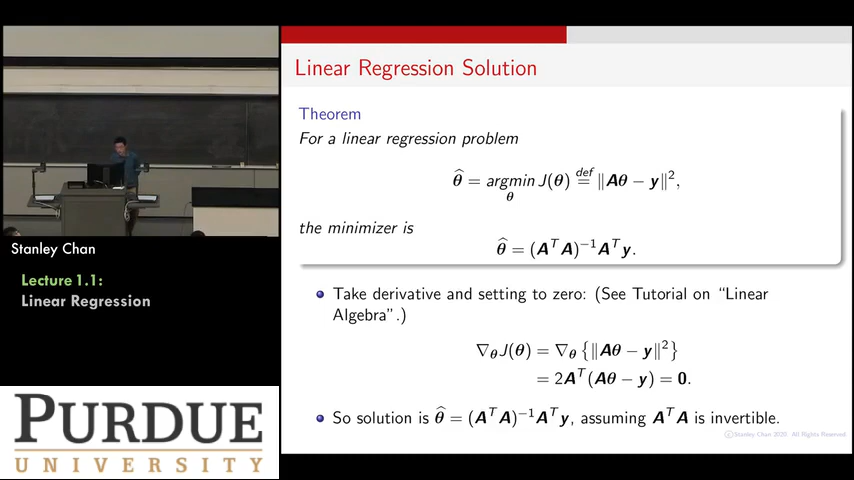 Linear Regression Solution
Theorem
For a linear regression problem
θ̂ = argmin J(θ) def= ‖Aθ − y‖²,
θ
the minimizer is
θ̂ = (AᵀA)⁻¹Aᵀy.
Take derivative and setting to zero: (See Tutorial on “Linear
Algebra”.)
∇θJ(θ) = ∇θ {‖Aθ − y‖²}
= 2Aᵀ(Aθ − y) = 0.
So solution is θ̂ = (AᵀA)⁻¹Aᵀy, assuming AᵀA is invertible.
©Stanley Chan 2020. All Rights Reserved
Stanley Chan
Lecture 1.1:
Linear Regression
PURDUE
UNIVERSITY